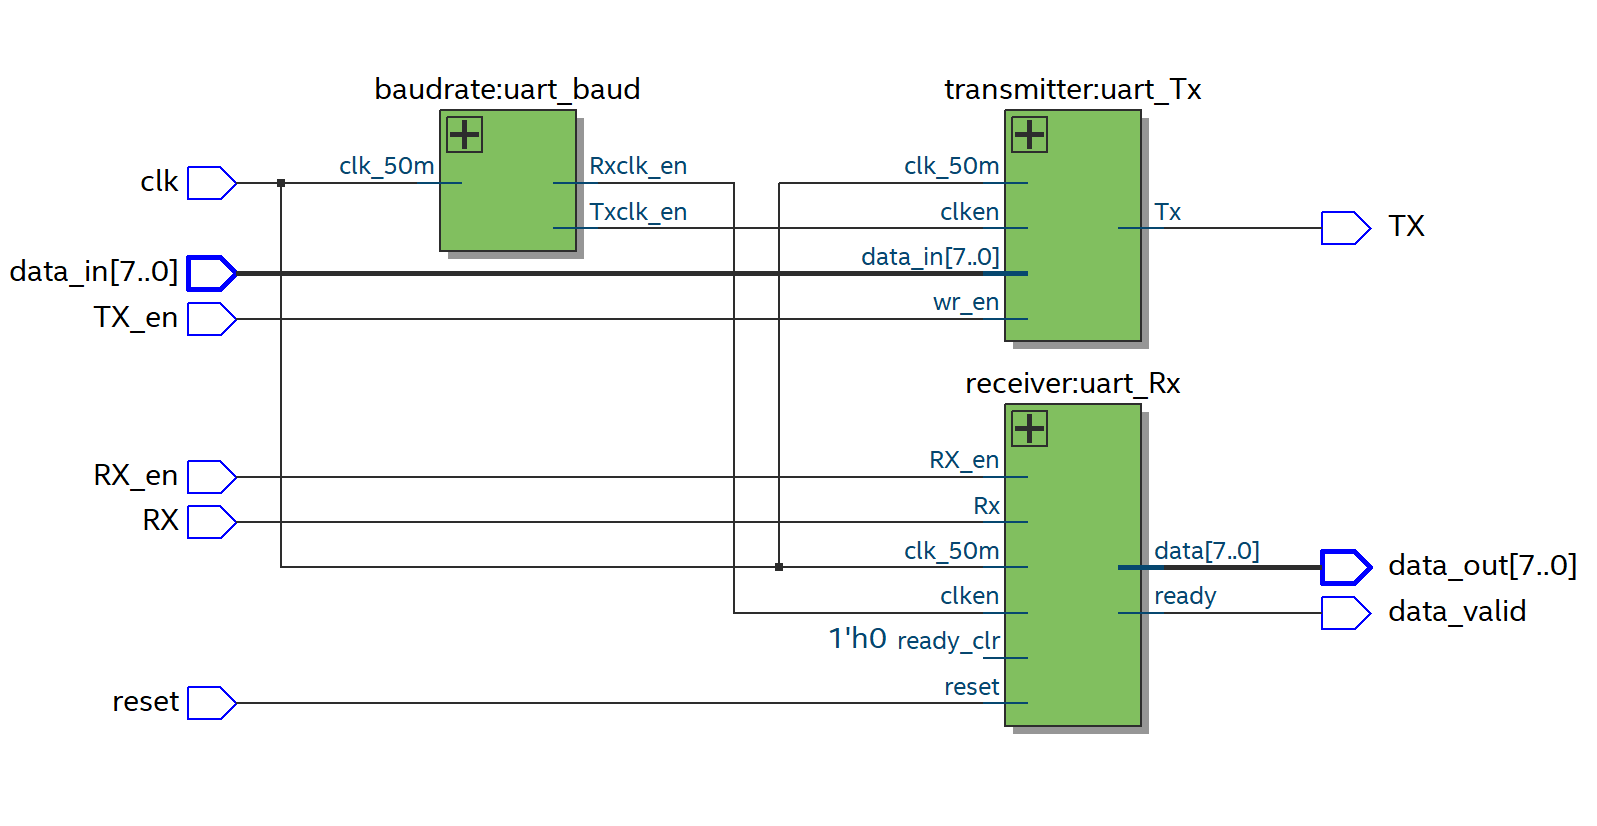 baudrate:uart_baud
transmitter:uart_Tx
clk
clk_50m
Rxclk_en
clk_50m
Txclk_en
clken
Tx
TX
data_in[7..0]
data_in[7..0]
TX_en
wr_en
receiver:uart_Rx
RX_en
RX_en
RX
Rx
clk_50m
data[7..0]
data_out[7..0]
clken
ready
data_valid
1'h0 ready_clr
reset
reset